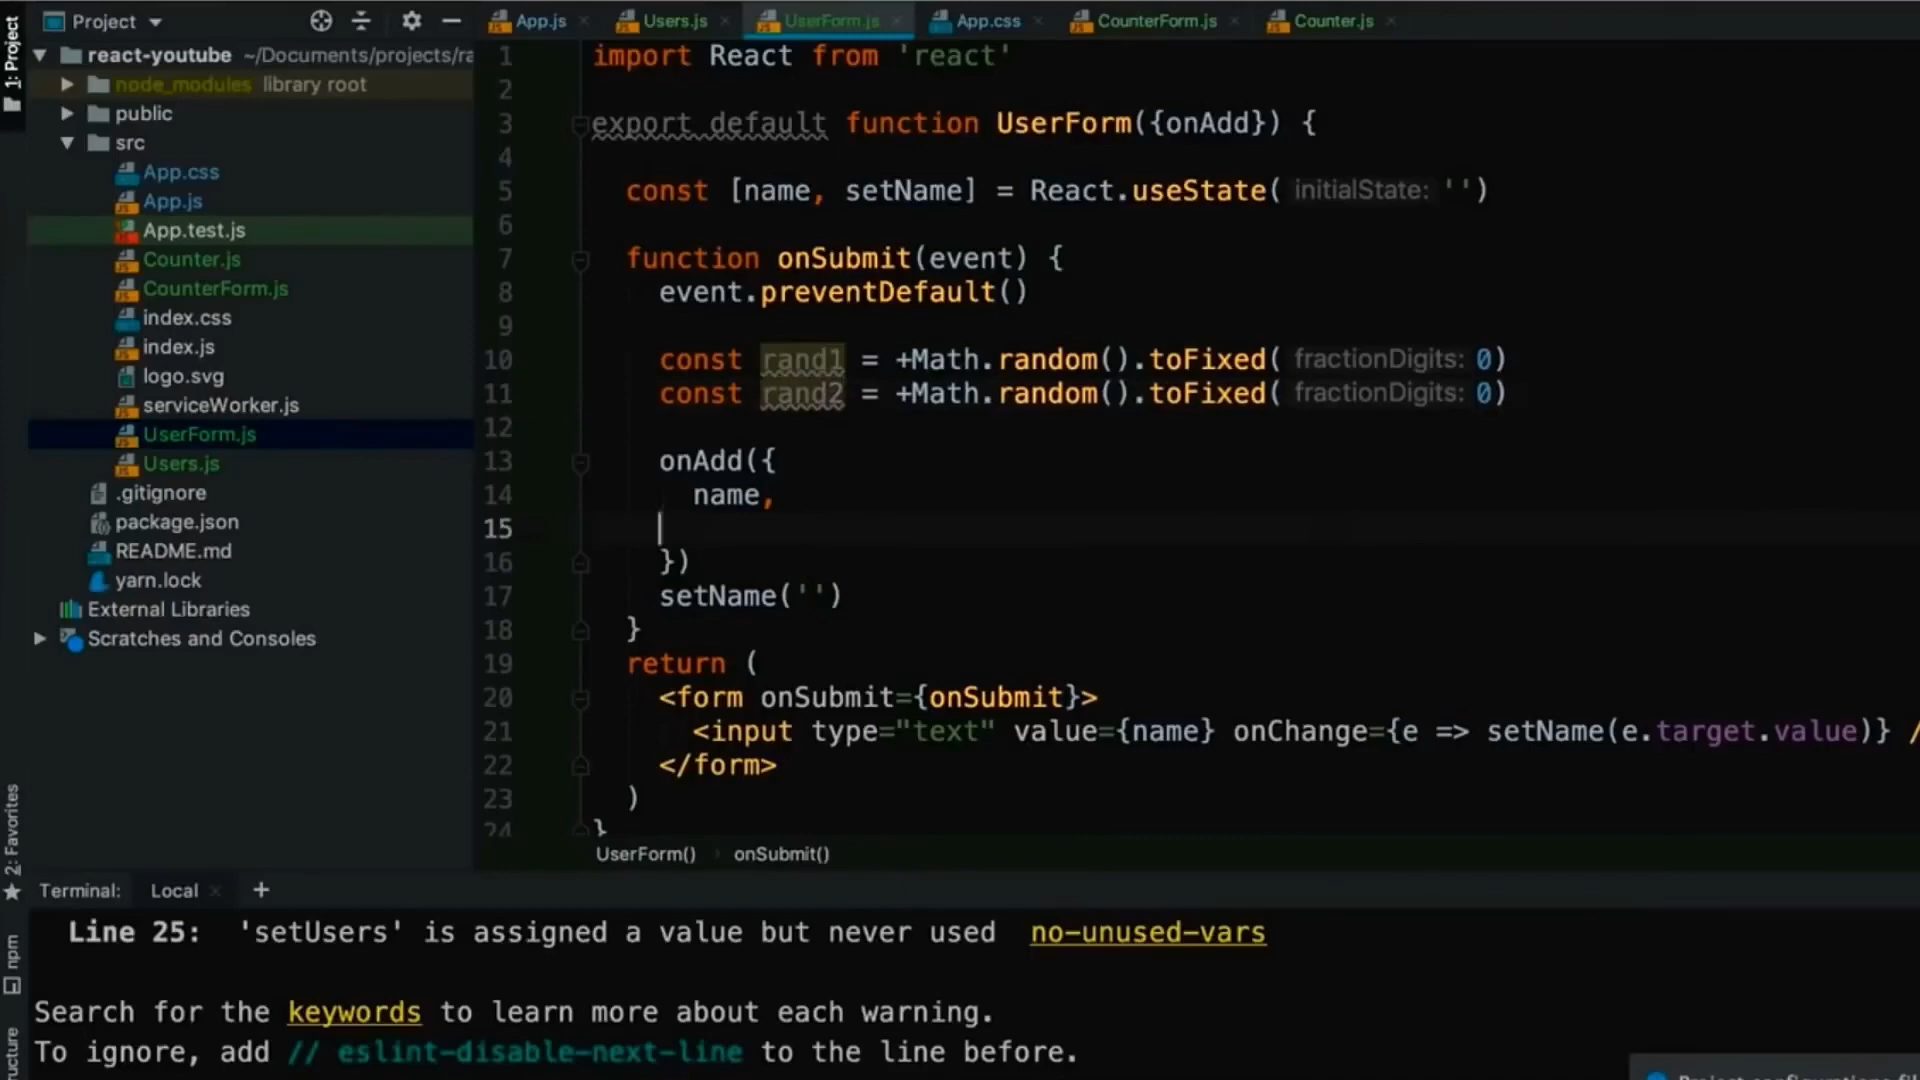 Project
App.js
Users.js
UserForm.js
App.css
CounterForm.js
Counter.js
1: Project
react-youtube ~/Documents/projects/ra
node_modules library root
public
src
App.css
App.js
App.test.js
Counter.js
CounterForm.js
index.css
index.js
logo.svg
serviceWorker.js
UserForm.js
Users.js
.gitignore
package.json
README.md
yarn.lock
External Libraries
Scratches and Consoles
1 import React from 'react'
2
3 export default function UserForm({onAdd}) {
4
5 const [name, setName] = React.useState( initialState: '')
6
7 function onSubmit(event) {
8 event.preventDefault()
9
10 const rand1 = +Math.random().toFixed( fractionDigits: 0)
11 const rand2 = +Math.random().toFixed( fractionDigits: 0)
12
13 onAdd({
14 name,
15
16 })
17 setName('')
18 }
19 return (
20 <form onSubmit={onSubmit}>
21 <input type="text" value={name} onChange={e => setName(e.target.value)} /
22 </form>
23 )
24 }
UserForm() onSubmit()
2: Favorites
npm
ructure
Terminal: Local +
Line 25: 'setUsers' is assigned a value but never used no-unused-vars
Search for the keywords to learn more about each warning.
To ignore, add // eslint-disable-next-line to the line before.